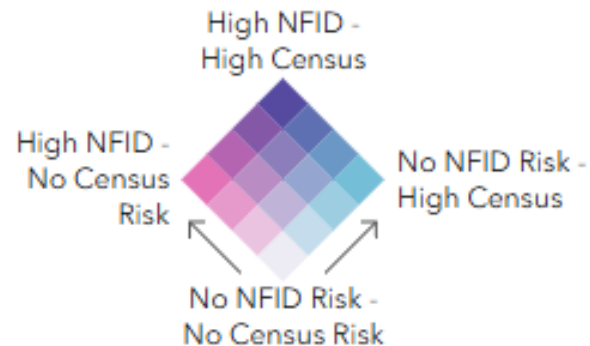 High NFID -
High Census
High NFID -
No Census
Risk
No NFID Risk -
High Census
No NFID Risk -
No Census Risk